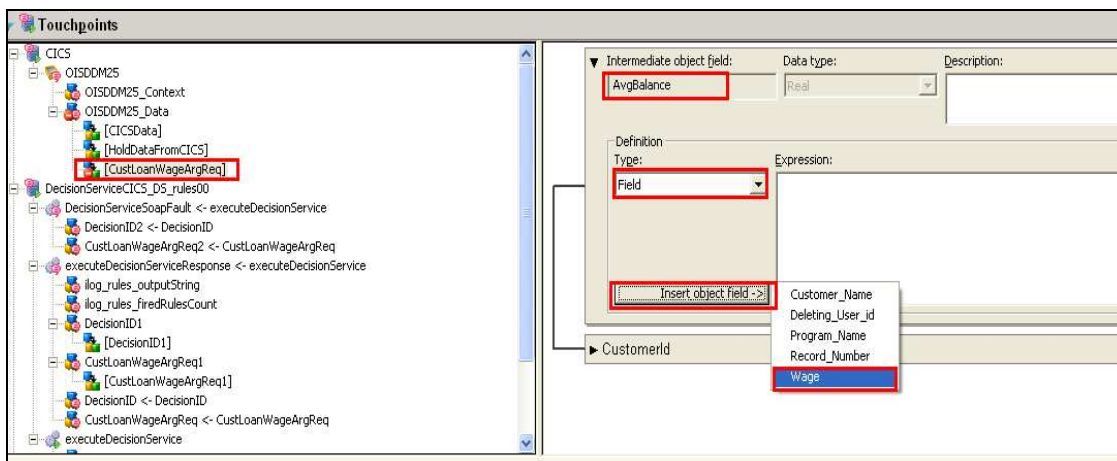 Touchpoints
CICS
OISDDM25
OISDDM25_Context
OISDDM25_Data
[CICSData]
[HoldDataFromCICS]
[CustLoanWageArgReq]
DecisionServiceCICS_DS_rules00
DecisionServiceSoapFault <- executeDecisionService
DecisionID2 <- DecisionID
CustLoanWageArgReq2 <- CustLoanWageArgReq
executeDecisionServiceResponse <- executeDecisionService
ilog_rules_outputString
ilog_rules_firedRulesCount
DecisionID1
[DecisionID1]
CustLoanWageArgReq1
[CustLoanWageArgReq1]
DecisionID <- DecisionID
CustLoanWageArgReq <- CustLoanWageArgReq
executeDecisionService
Intermediate object field: Data type: Description:
AvgBalance Real
Definition
Type: Expression:
Field
Insert object field ->
Customer_Name
Deleting_User_id
Program_Name
Record_Number
Wage
CustomerId